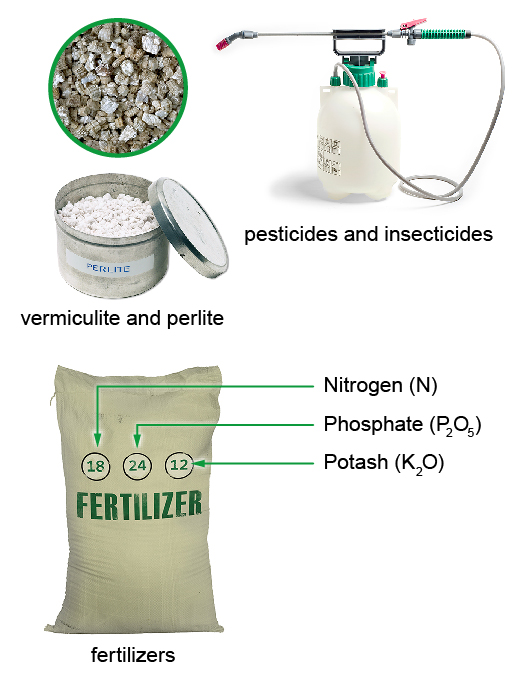 pesticides and insecticides
PERLITE
vermiculite and perlite
Nitrogen (N)
Phosphate (P₂O₅)
Potash (K₂O)
18 24 12
FERTILIZER
fertilizers